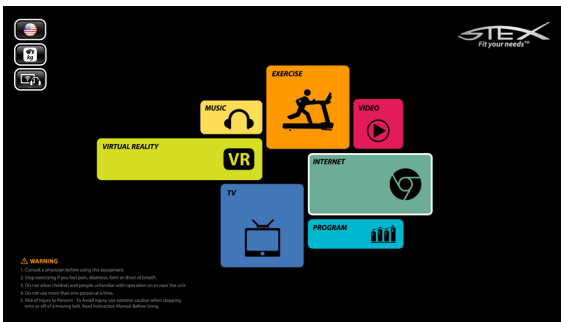 STEX
Fit your needs™
lb
kg
EXERCISE
MUSIC
VIDEO
VIRTUAL REALITY
VR
INTERNET
TV
PROGRAM
WARNING
1. Consult a physician before using this equipment.
2. Stop exercising if you feel pain, dizziness, faint or short of breath.
3. Do not allow children and people unfamiliar with operation on or near the unit.
4. Do not use more than one person at a time.
5. Risk of Injury to Persons - To Avoid Injury, use extreme caution when stepping
onto or off of a moving belt. Read Instruction Manual Before Using.